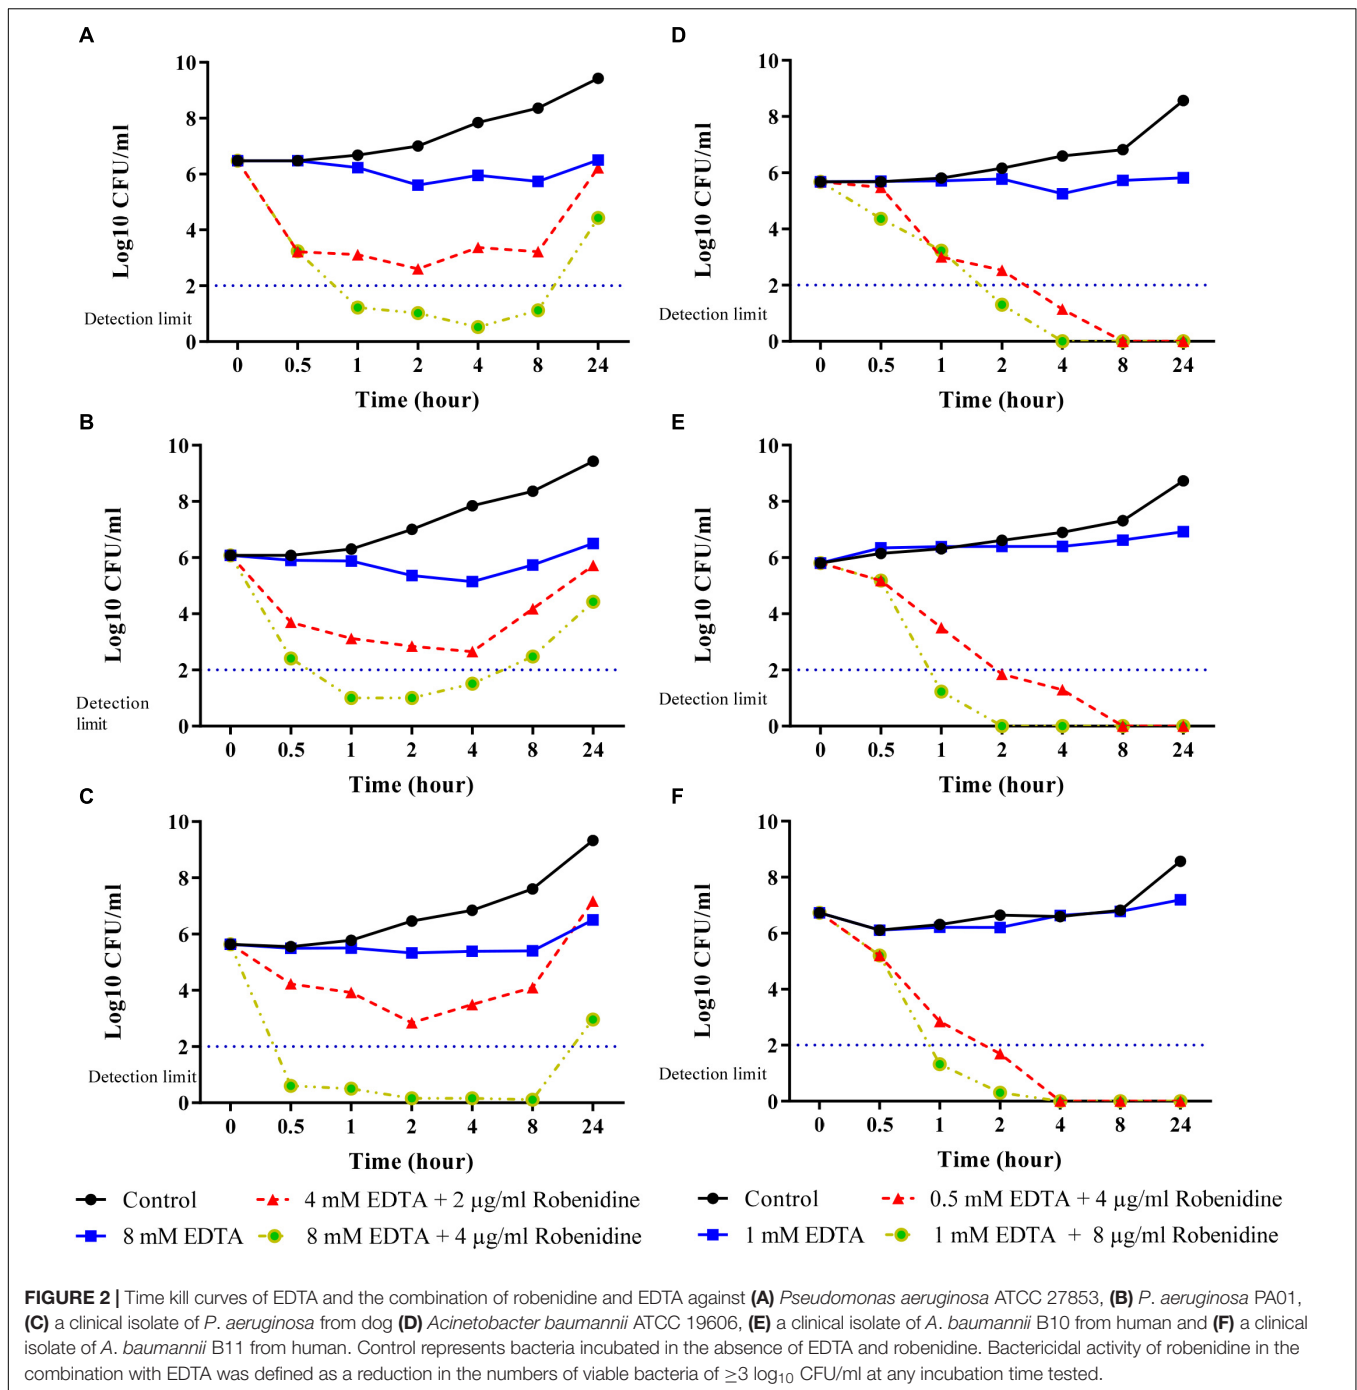 A
Log10 CFU/ml
10
8
6
4
2
0
Detection limit
0 0.5 1 2 4 8 24
Time (hour)
D
Log10 CFU/ml
10
8
6
4
2
0
Detection limit
0 0.5 1 2 4 8 24
Time (hour)
B
Log10 CFU/ml
10
8
6
4
2
0
Detection
limit
0 0.5 1 2 4 8 24
Time (hour)
E
Log10 CFU/ml
10
8
6
4
2
0
Detection limit
0 0.5 1 2 4 8 24
Time (hour)
C
Log10 CFU/ml
10
8
6
4
2
0
Detection limit
0 0.5 1 2 4 8 24
Time (hour)
F
Log10 CFU/ml
10
8
6
4
2
0
Detection limit
0 0.5 1 2 4 8 24
Time (hour)
Control 4 mM EDTA + 2 µg/ml Robenidine
8 mM EDTA 8 mM EDTA + 4 µg/ml Robenidine
Control 0.5 mM EDTA + 4 µg/ml Robenidine
1 mM EDTA 1 mM EDTA + 8 µg/ml Robenidine
FIGURE 2 | Time kill curves of EDTA and the combination of robenidine and EDTA against (A) Pseudomonas aeruginosa ATCC 27853, (B) P. aeruginosa PA01,
(C) a clinical isolate of P. aeruginosa from dog (D) Acinetobacter baumannii ATCC 19606, (E) a clinical isolate of A. baumannii B10 from human and (F) a clinical
isolate of A. baumannii B11 from human. Control represents bacteria incubated in the absence of EDTA and robenidine. Bactericidal activity of robenidine in the
combination with EDTA was defined as a reduction in the numbers of viable bacteria of ≥3 log₁₀ CFU/ml at any incubation time tested.